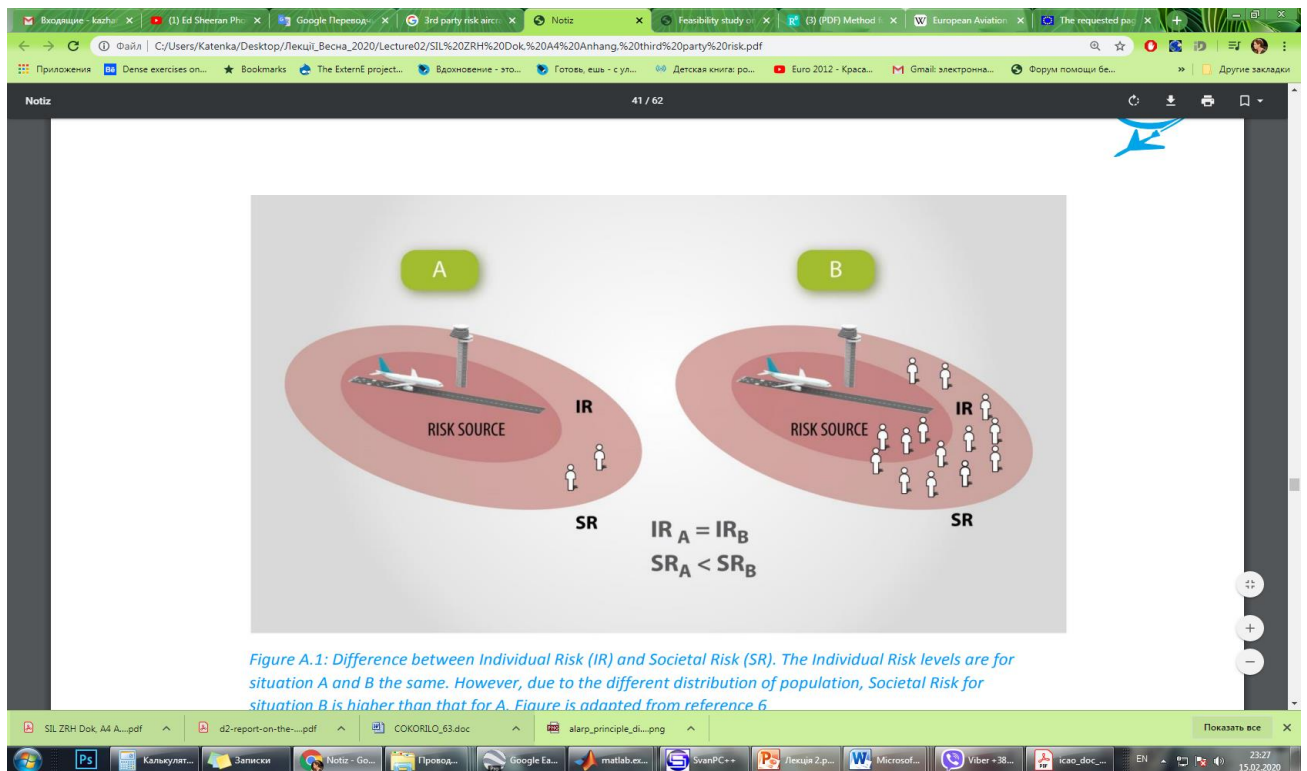 Входящие - kazha
(1) Ed Sheeran Pho
Google Переводч
3rd party risk aircra
Notiz
Feasibility study or
(3) (PDF) Method f
European Aviation
The requested pag
Файл | C:/Users/Katenka/Desktop/Лекції_Весна_2020/Lecture02/SIL%20ZRH%20Dok.%20A4%20Anhang.%20third%20party%20risk.pdf
Приложения
Dense exercises on...
Bookmarks
The ExternE project...
Вдохновение - это...
Готовь, ешь - с ул...
Детская книга: ро...
Euro 2012 - Краса...
Gmail: электронна...
Форум помощи бе...
Другие закладки
Notiz
41 / 62
A
B
IR
RISK SOURCE
SR
IR
RISK SOURCE
SR
IR A = IRB
SRA < SRB
Figure A.1: Difference between Individual Risk (IR) and Societal Risk (SR). The Individual Risk levels are for
situation A and B the same. However, due to the different distribution of population, Societal Risk for
situation B is higher than that for A. Figure is adapted from reference 6
SIL ZRH Dok, A4 A....pdf
d2-report-on-the-....pdf
COKORILO_63.doc
alarp_principle_di....png
Показать все
Ps
Калькулят...
Записки
Notiz - Go...
Провод...
Google Ea...
matlab.ex...
SvanPC++
Лекція 2.p...
Microsof...
Viber +38...
icao_doc_...
EN
23:27
15.02.2020